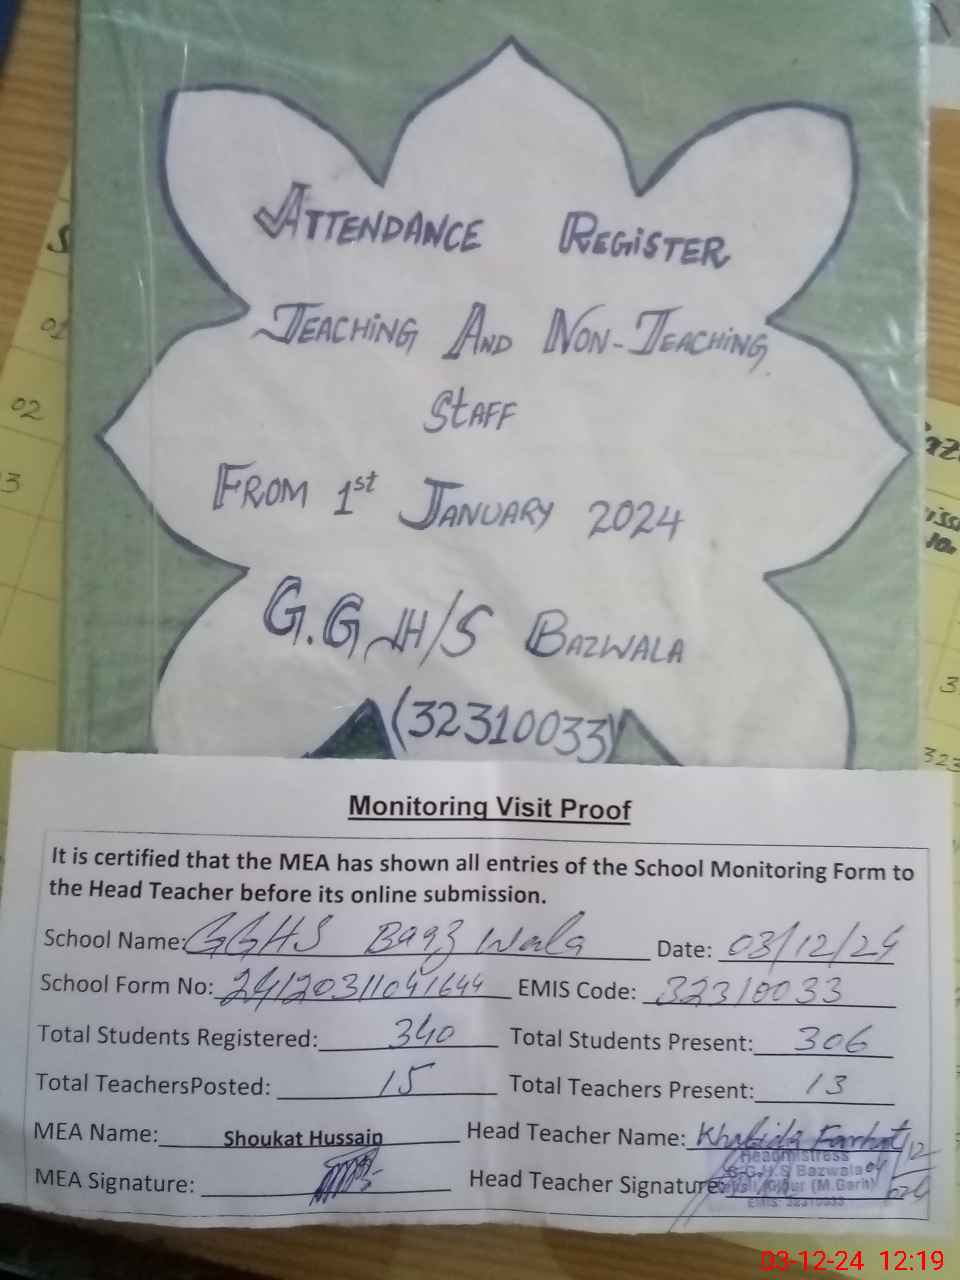 ATTENDANCE REGISTER
TEACHING AND NON-TEACHING
STAFF
FROM 1st JANUARY 2024
G.G.H/S BAZWALA
(32310033)
02
Monitoring Visit Proof
It is certified that the MEA has shown all entries of the School Monitoring Form to
the Head Teacher before its online submission.
School Name: GGHS Bagz Wala Date: 03/12/24
School Form No: 24120311041644 EMIS Code: 32310033
Total Students Registered: 340 Total Students Present: 306
Total TeachersPosted: 15 Total Teachers Present: 13
MEA Name: Shoukat Hussain Head Teacher Name: Khalida Farhat
MEA Signature: Head Teacher Signature:
Headmistress
G.G.H.S Bazwala
(M.Garh)
EMIS: 32310033
03-12-24 12:19